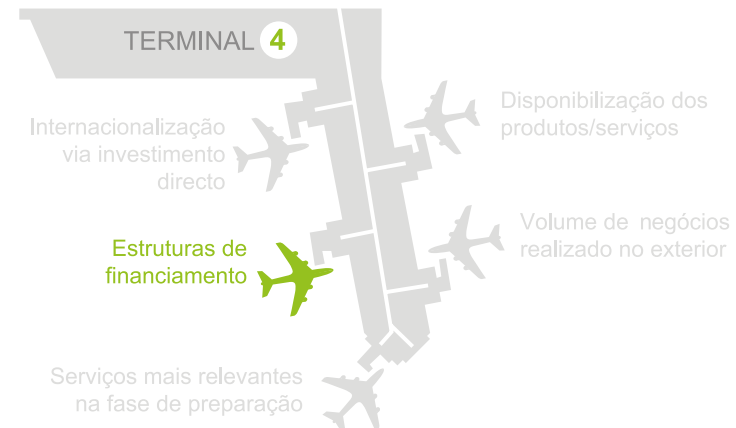 TERMINAL 4
Internacionalização
via investimento
directo
Disponibilização dos
produtos/serviços
Estruturas de
financiamento
Volume de negócios
realizado no exterior
Serviços mais relevantes
na fase de preparação